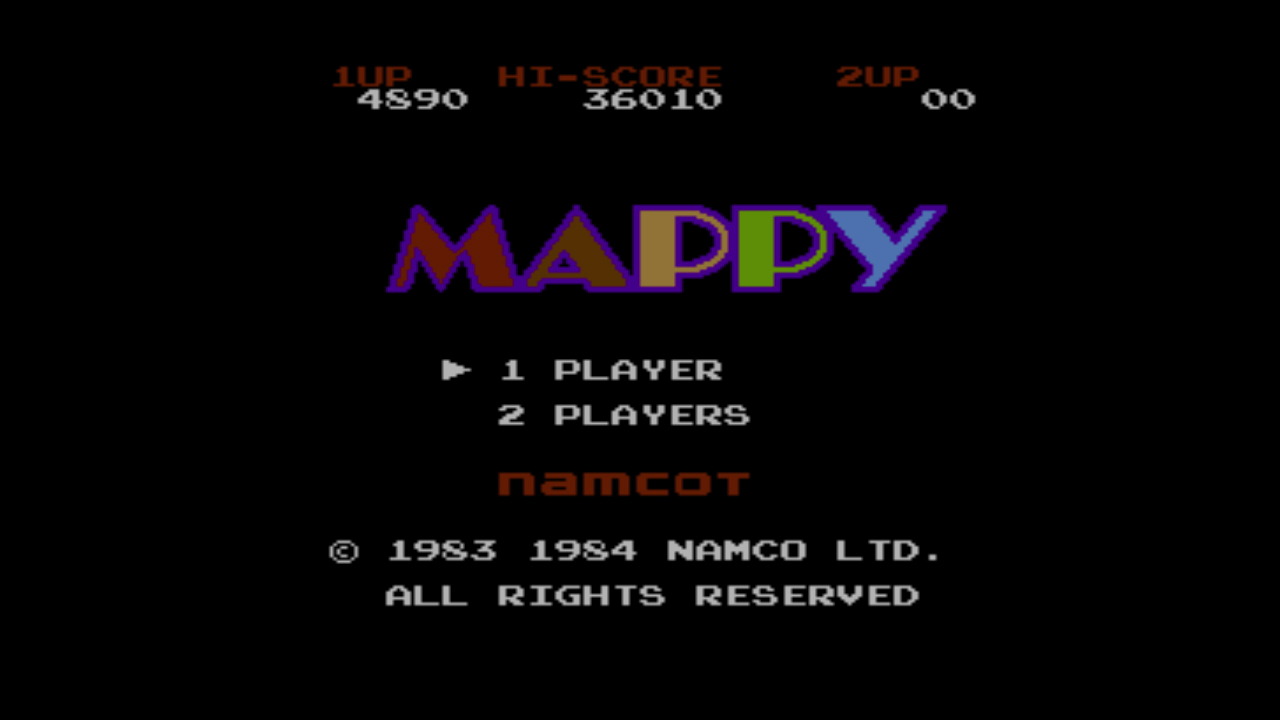 1UP HI-SCORE 2UP
4890 36010 00
MAPPY
► 1 PLAYER
2 PLAYERS
namcoT
© 1983 1984 NAMCO LTD.
ALL RIGHTS RESERVED